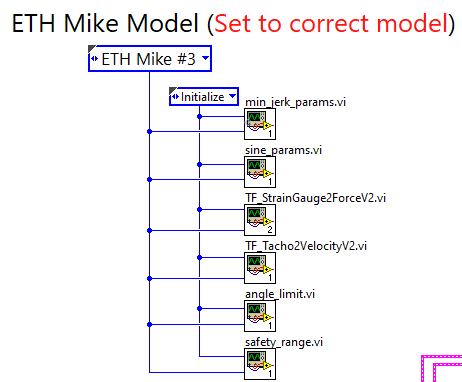 ETH Mike Model (Set to correct model)
ETH Mike #3
Initialize
min_jerk_params.vi
1
sine_params.vi
1
TF_StrainGauge2ForceV2.vi
2
TF_Tacho2VelocityV2.vi
1
angle_limit.vi
1
safety_range.vi
1